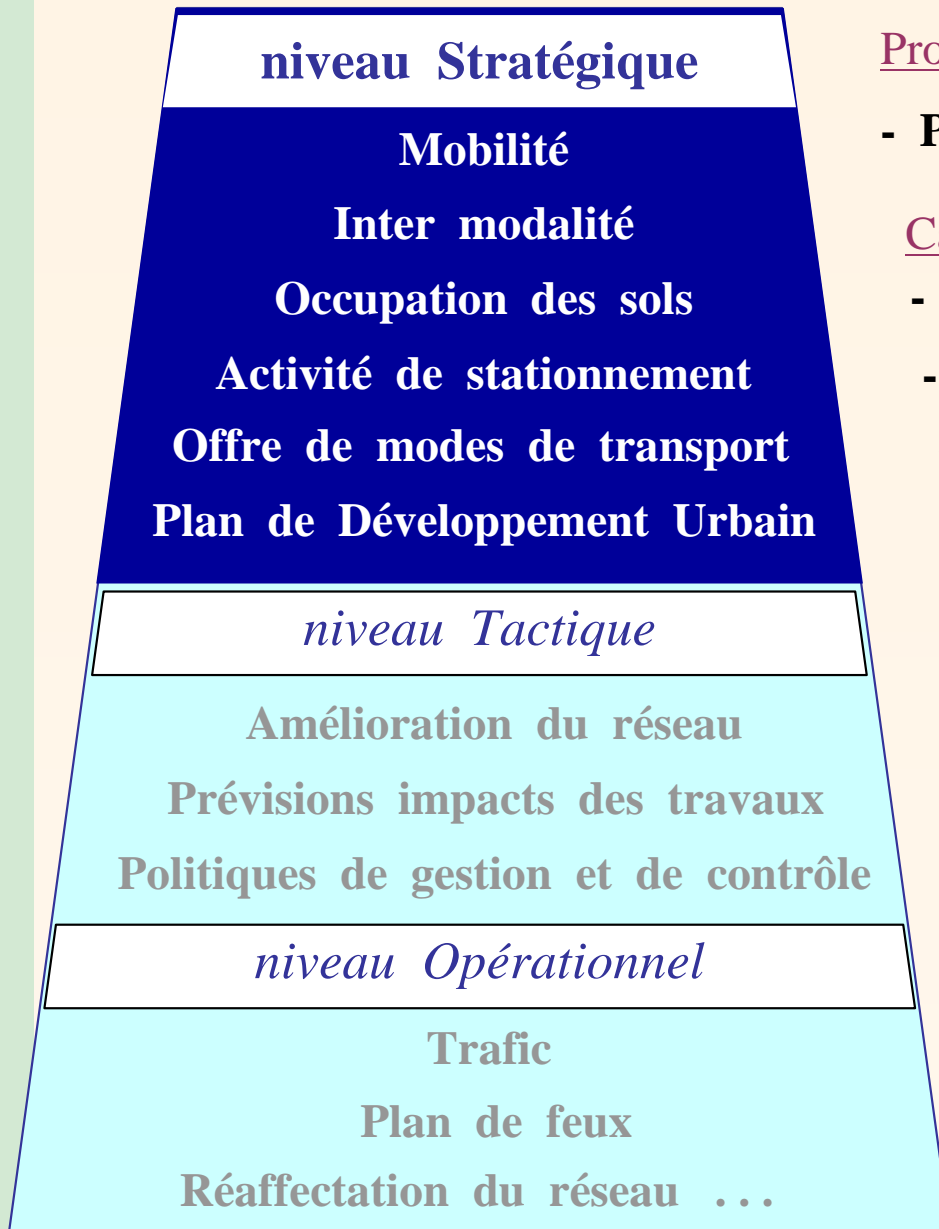 niveau Stratégique
Mobilité
Inter modalité
Occupation des sols
Activité de stationnement
Offre de modes de transport
Plan de Développement Urbain
niveau Tactique
Amélioration du réseau
Prévisions impacts des travaux
Politiques de gestion et de contrôle
niveau Opérationnel
Trafic
Plan de feux
Réaffectation du réseau ...